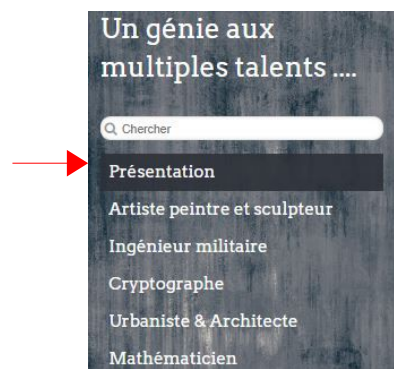 Un génie aux
multiples talents ....
Chercher
Présentation
Artiste peintre et sculpteur
Ingénieur militaire
Cryptographe
Urbaniste & Architecte
Mathématicien